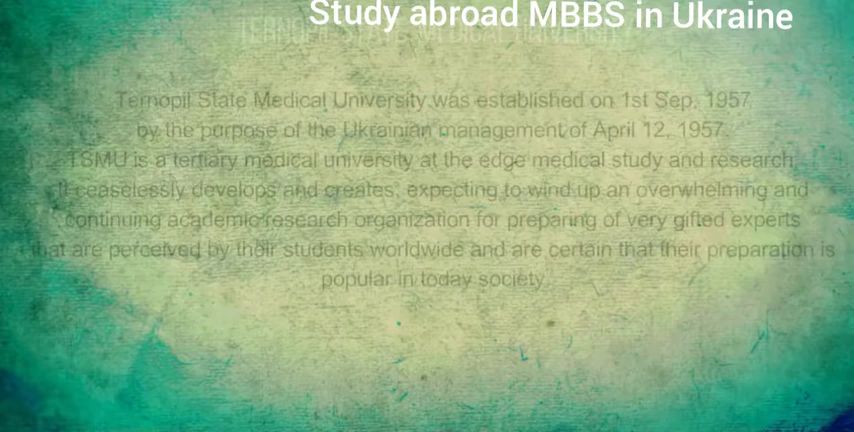 Study abroad MBBS in Ukraine
TERNOPIL STATE MEDICAL UNIVERSITY
Ternopil State Medical University was established on 1st Sep, 1957
by the purpose of the Ukrainian management of April 12, 1957.
TSMU is a tertiary medical university at the edge medical study and research.
It ceaselessly develops and creates, expecting to wind up an overwhelming and
continuing academic research organization for preparing of very gifted experts
that are perceived by their students worldwide and are certain that their preparation is
popular in today society.